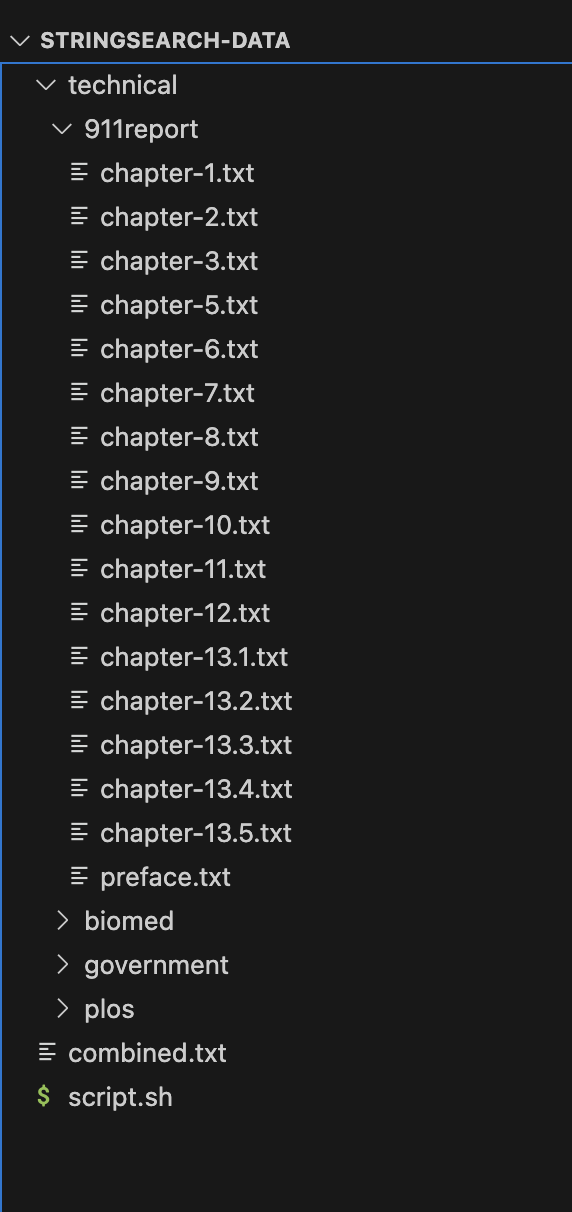 STRINGSEARCH-DATA
technical
911report
chapter-1.txt
chapter-2.txt
chapter-3.txt
chapter-5.txt
chapter-6.txt
chapter-7.txt
chapter-8.txt
chapter-9.txt
chapter-10.txt
chapter-11.txt
chapter-12.txt
chapter-13.1.txt
chapter-13.2.txt
chapter-13.3.txt
chapter-13.4.txt
chapter-13.5.txt
preface.txt
biomed
government
plos
combined.txt
$ script.sh